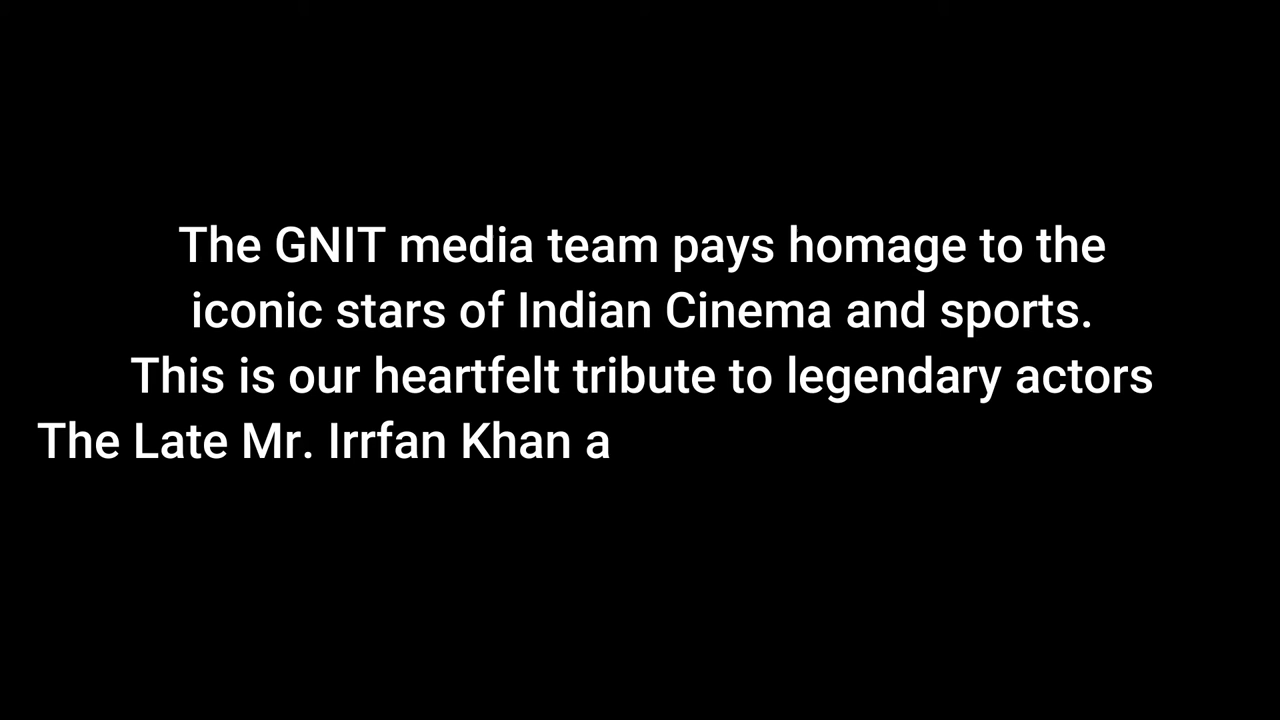 The GNIT media team pays homage to the
iconic stars of Indian Cinema and sports.
This is our heartfelt tribute to legendary actors
The Late Mr. Irrfan Khan a